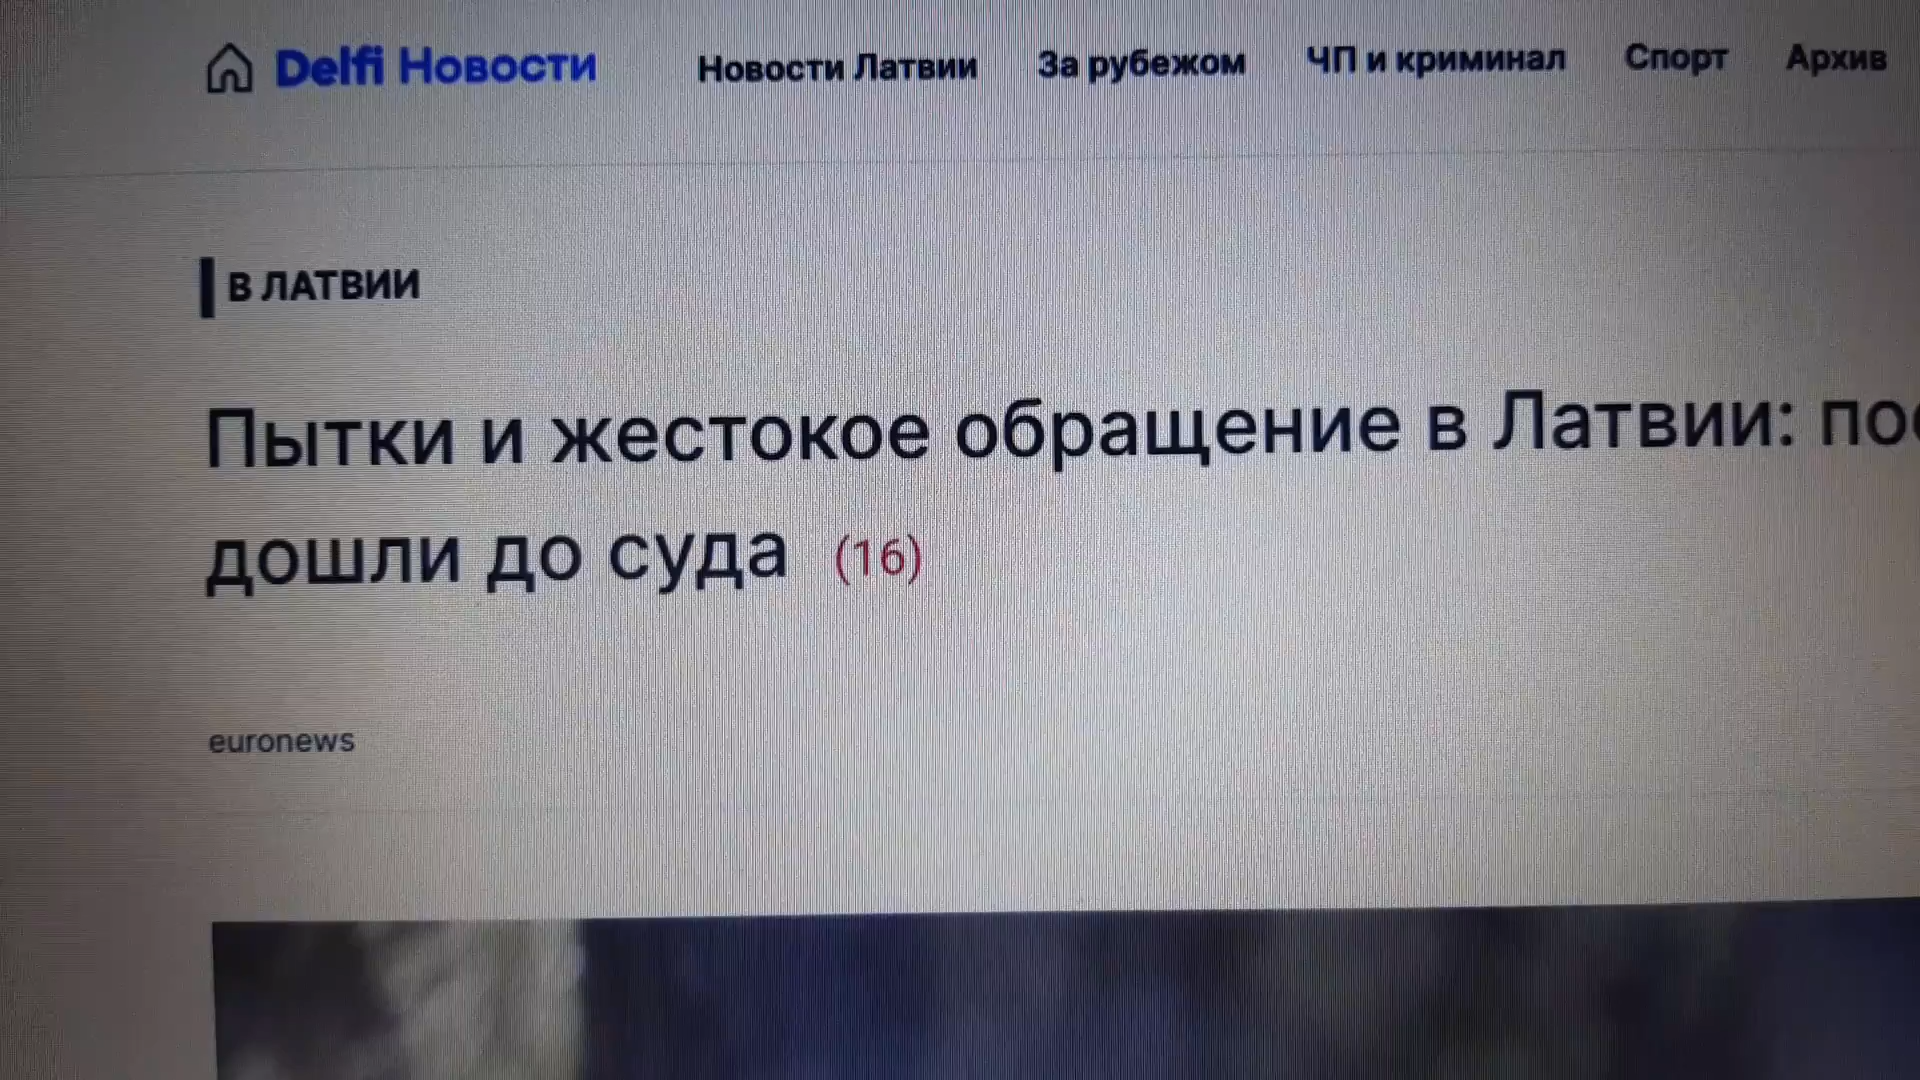 Delfi Новости Новости Латвии За рубежом ЧП и криминал Спорт Архив
В ЛАТВИИ
Пытки и жестокое обращение в Латвии:
дошли до суда (16)
euronews